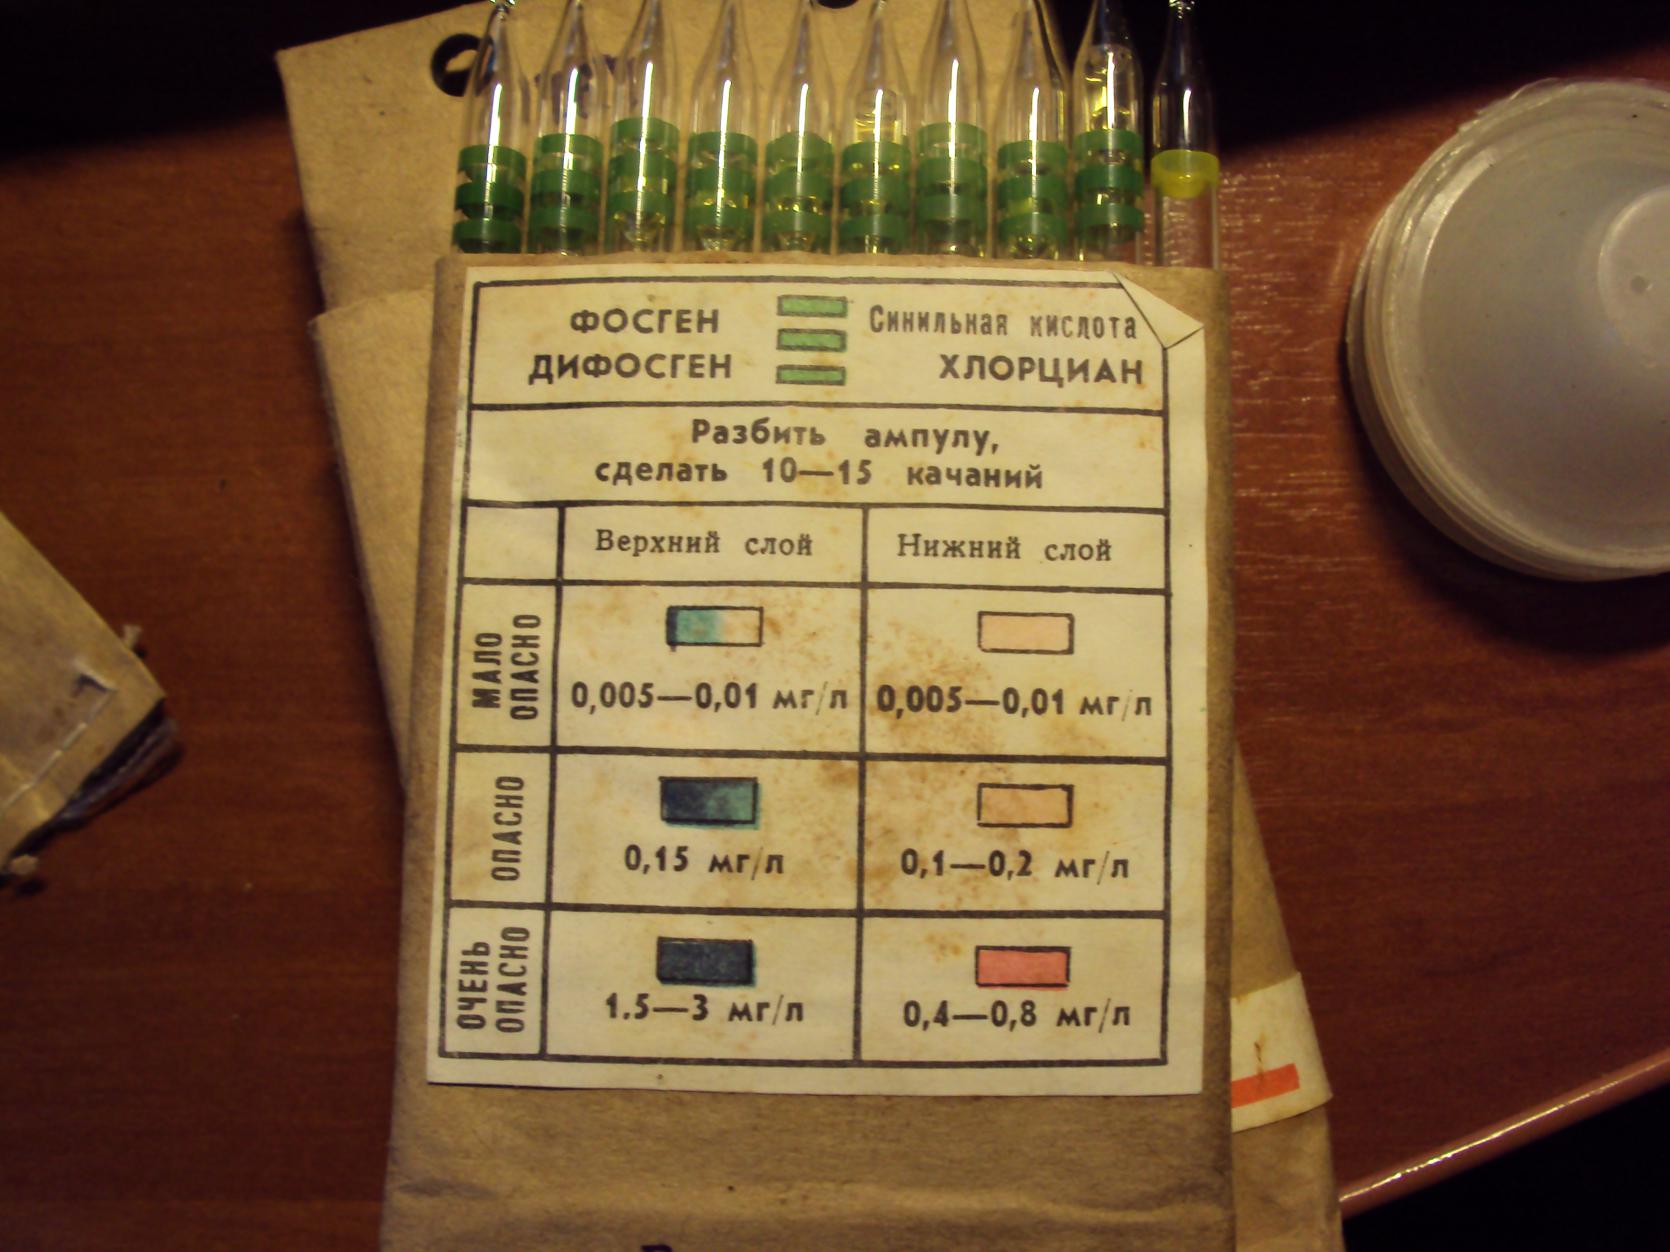 ФОСГЕН Синильная кислота
ДИФОСГЕН ХЛОРЦИАН
Разбить ампулу,
сделать 10—15 качаний
Верхний слой Нижний слой
МАЛО
ОПАСНО
0,005—0,01 мг/л 0,005—0,01 мг/л
ОПАСНО
0,15 мг/л 0,1—0,2 мг/л
ОЧЕНЬ
ОПАСНО
1.5—3 мг/л 0,4—0,8 мг/л